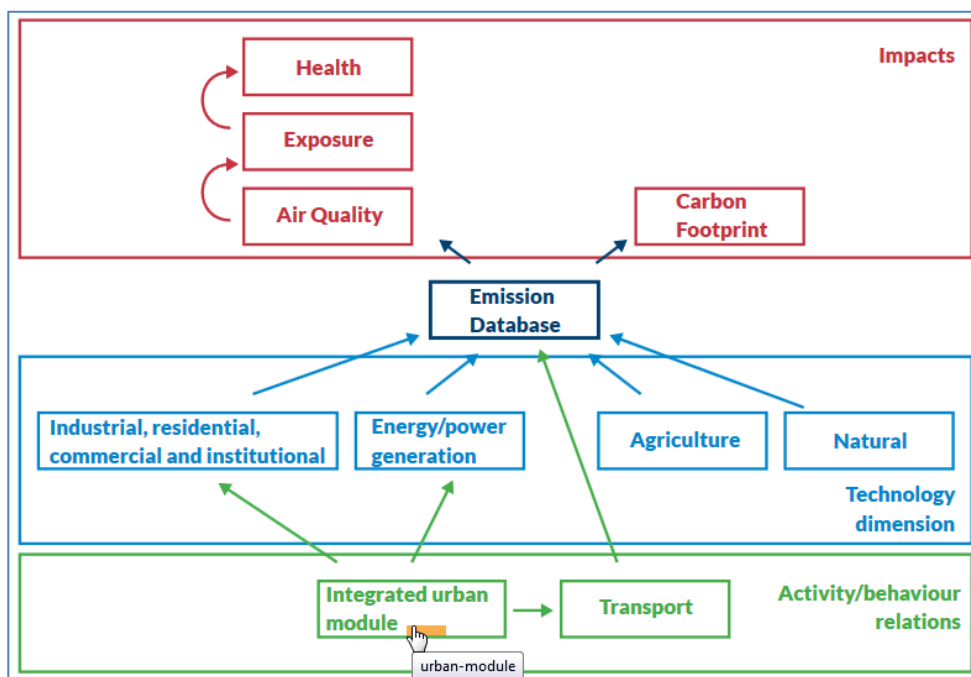 Impacts
Health
Exposure
Air Quality
Carbon
Footprint
Emission
Database
Industrial, residential,
commercial and institutional
Energy/power
generation
Agriculture
Natural
Technology
dimension
Integrated urban
module
Transport
Activity/behaviour
relations
urban-module